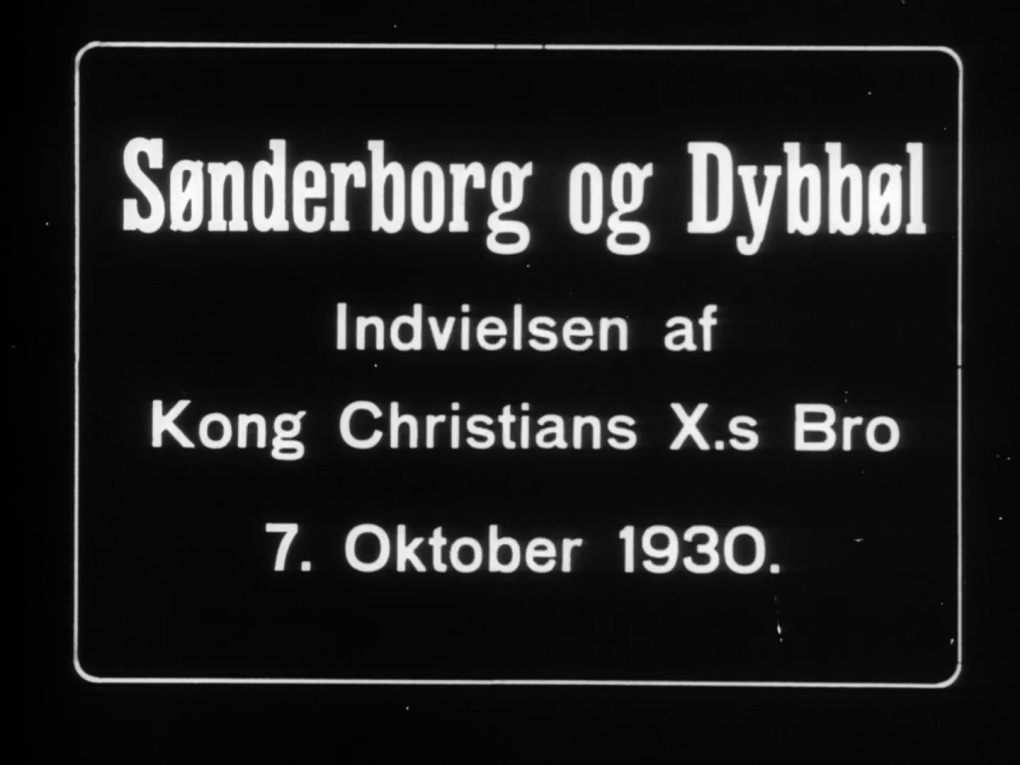 Sønderborg og Dybbøl
Indvielsen af
Kong Christians X.s Bro
7. Oktober 1930.